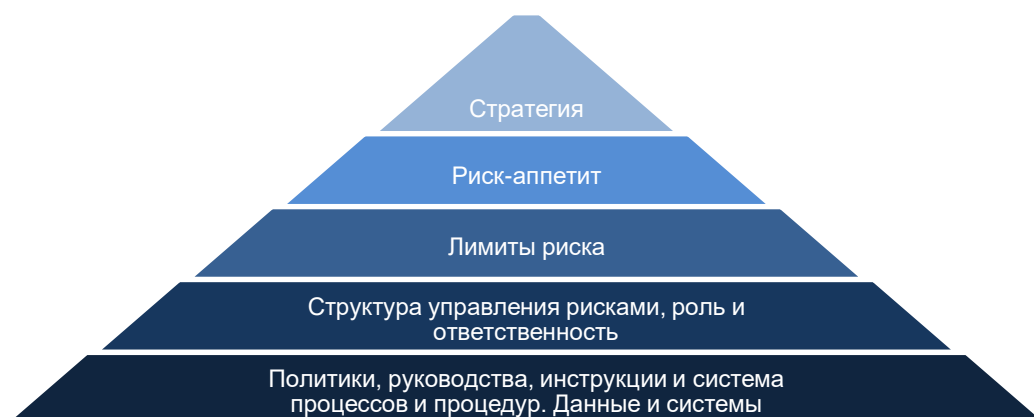 Стратегия
Риск-аппетит
Лимиты риска
Структура управления рисками, роль и
ответственность
Политики, руководства, инструкции и система
процессов и процедур. Данные и системы